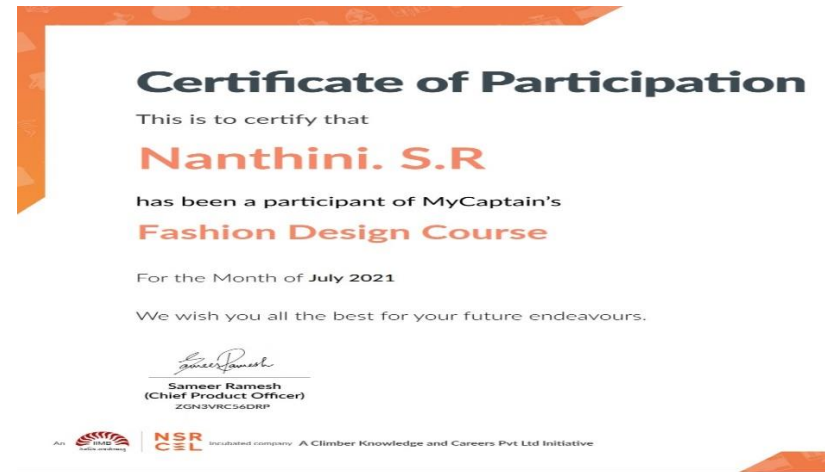 Certificate of Participation
This is to certify that
Nanthini. S.R
has been a participant of MyCaptain's
Fashion Design Course
For the Month of July 2021
We wish you all the best for your future endeavours.
Sameer Ramesh
Sameer Ramesh
(Chief Product Officer)
ZGN3VRC56DRP
An IIMB NSR CEL Incubated company A Climber Knowledge and Careers Pvt Ltd Initiative